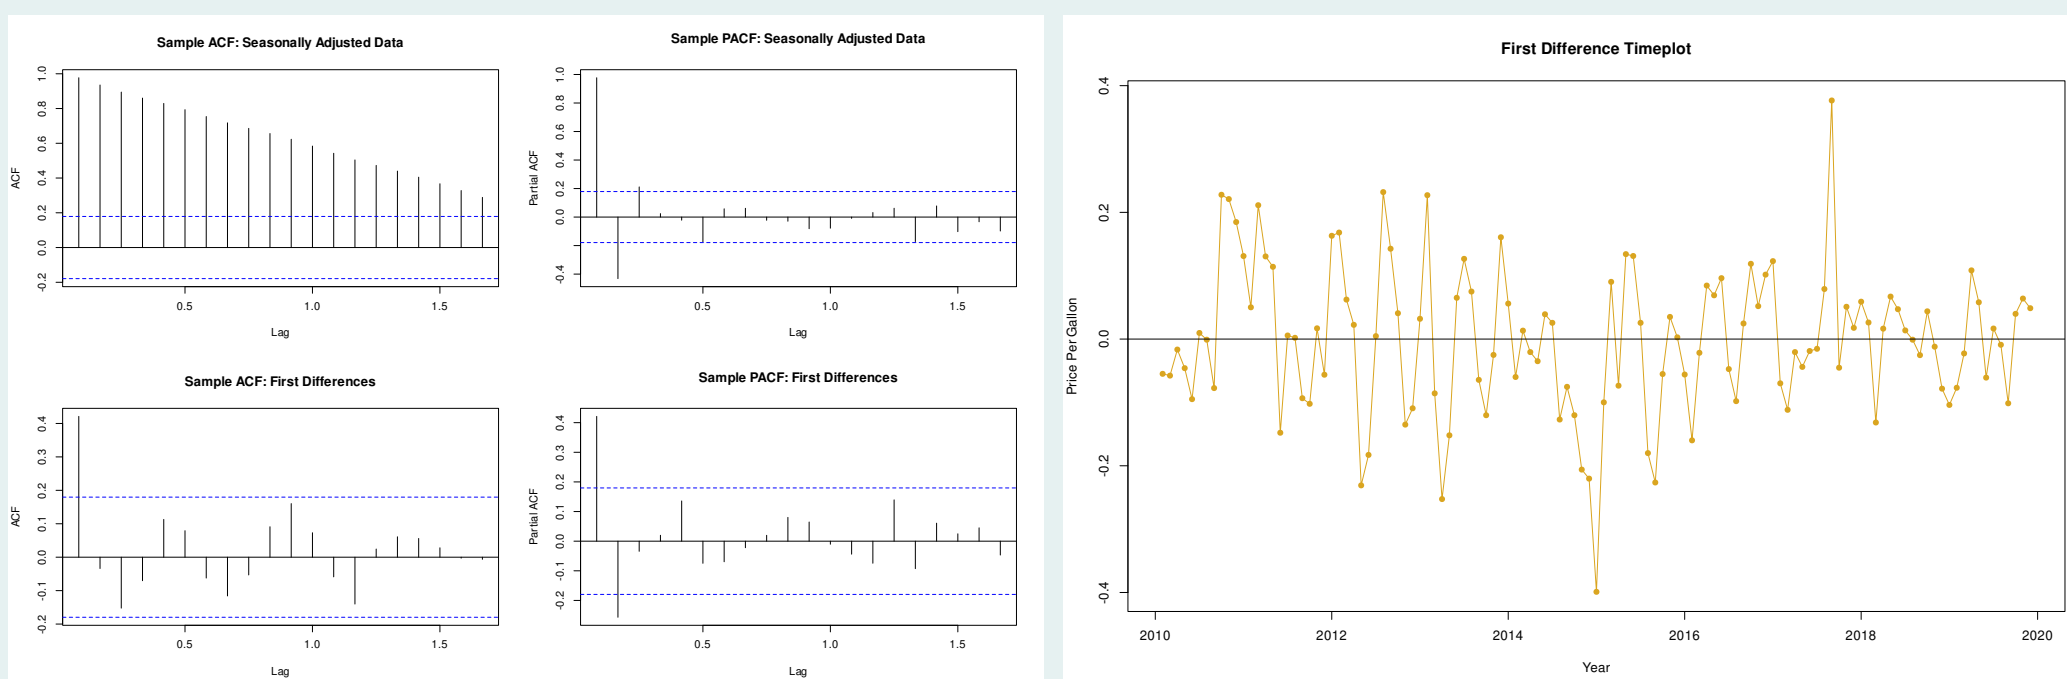 Sample ACF: Seasonally Adjusted Data
ACF
1.0
0.8
0.6
0.4
0.2
0.0
-0.2
0.5 1.0 1.5
Lag
Sample PACF: Seasonally Adjusted Data
Partial ACF
1.0
0.8
0.6
0.4
0.2
0.0
-0.4
0.5 1.0 1.5
Lag
Sample ACF: First Differences
ACF
0.4
0.3
0.2
0.1
0.0
-0.1
-0.2
0.5 1.0 1.5
Lag
Sample PACF: First Differences
Partial ACF
0.4
0.3
0.2
0.1
0.0
-0.1
-0.2
0.5 1.0 1.5
Lag
First Difference Timeplot
Price Per Gallon
0.4
0.2
0.0
-0.2
-0.4
2010 2012 2014 2016 2018 2020
Year